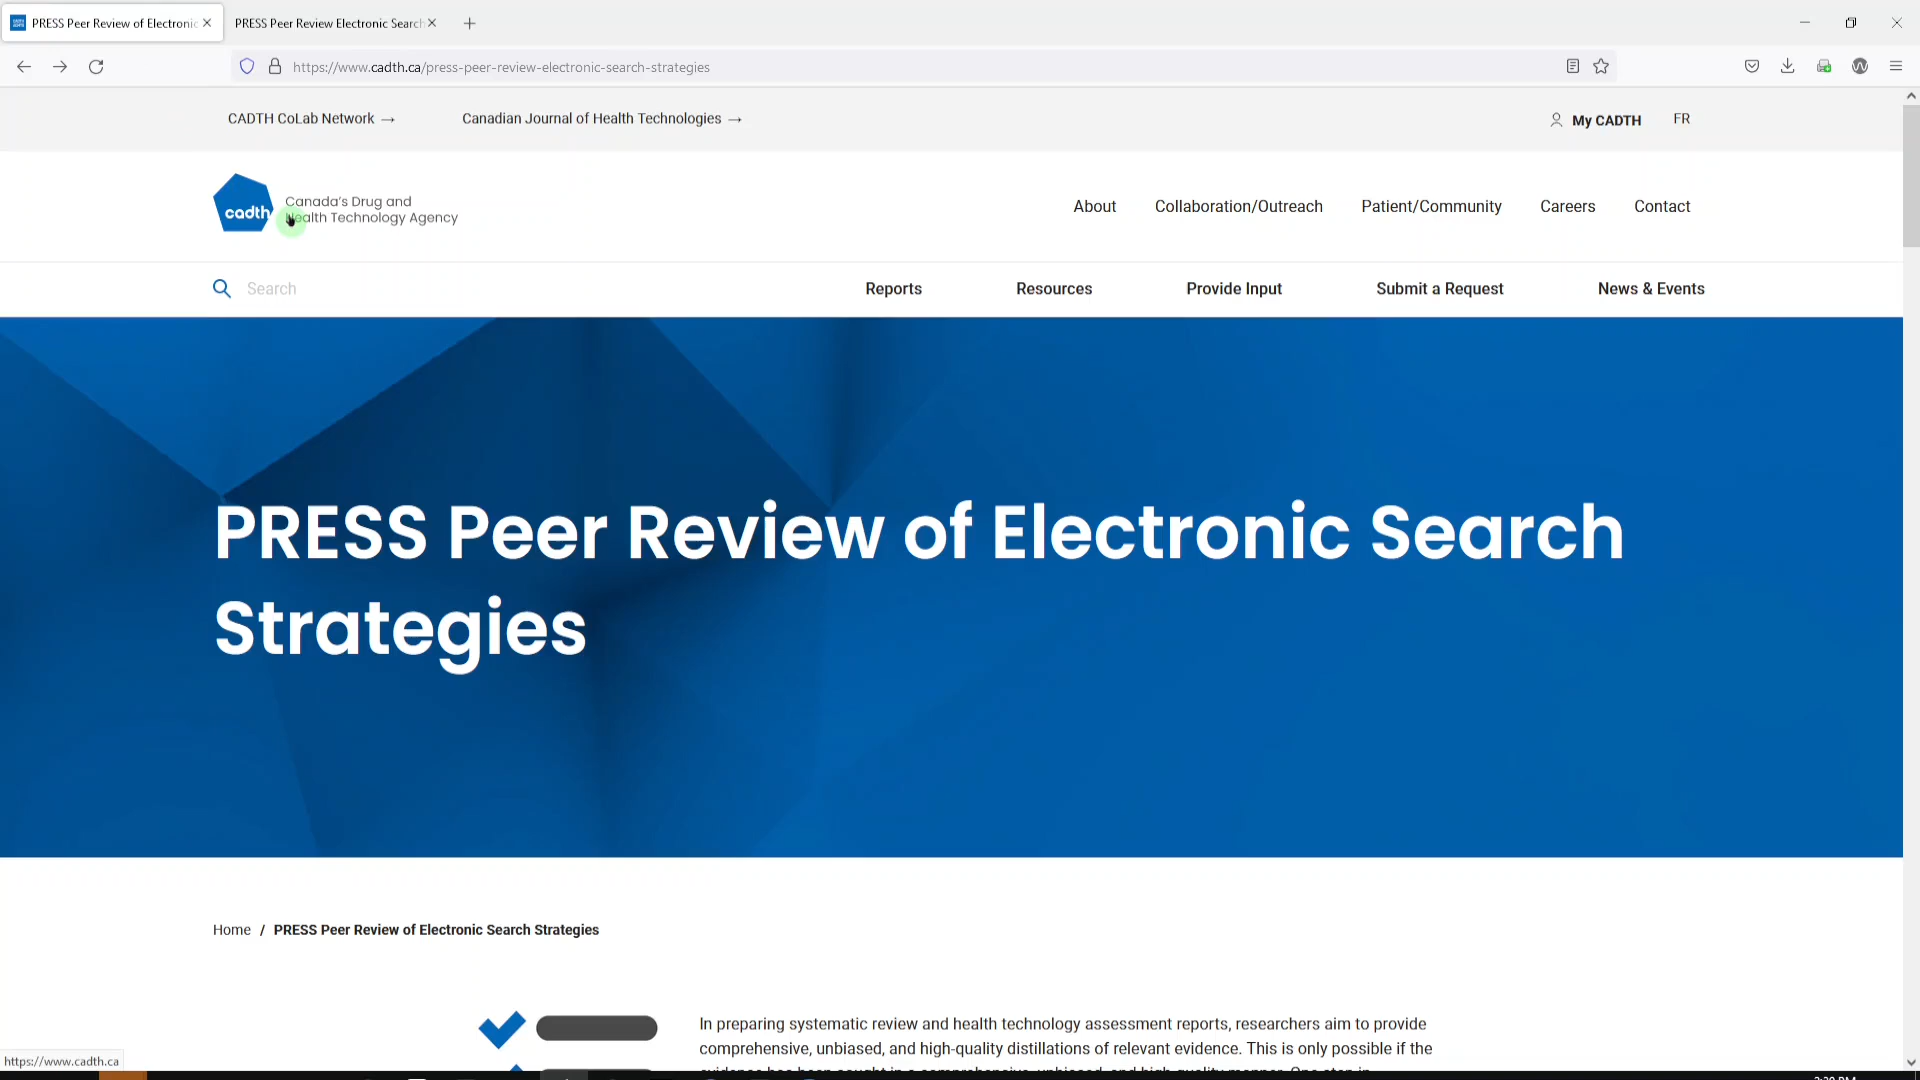 PRESS Peer Review of Electronic
PRESS Peer Review Electronic Search
https://www.cadth.ca/press-peer-review-electronic-search-strategies
CADTH CoLab Network → Canadian Journal of Health Technologies →
My CADTH FR
cadth
Canada's Drug and
Health Technology Agency
About Collaboration/Outreach Patient/Community Careers Contact
Search
Reports Resources Provide Input Submit a Request News & Events
PRESS Peer Review of Electronic Search
Strategies
Home / PRESS Peer Review of Electronic Search Strategies
In preparing systematic review and health technology assessment reports, researchers aim to provide
comprehensive, unbiased, and high-quality distillations of relevant evidence. This is only possible if the
https://www.cadth.ca